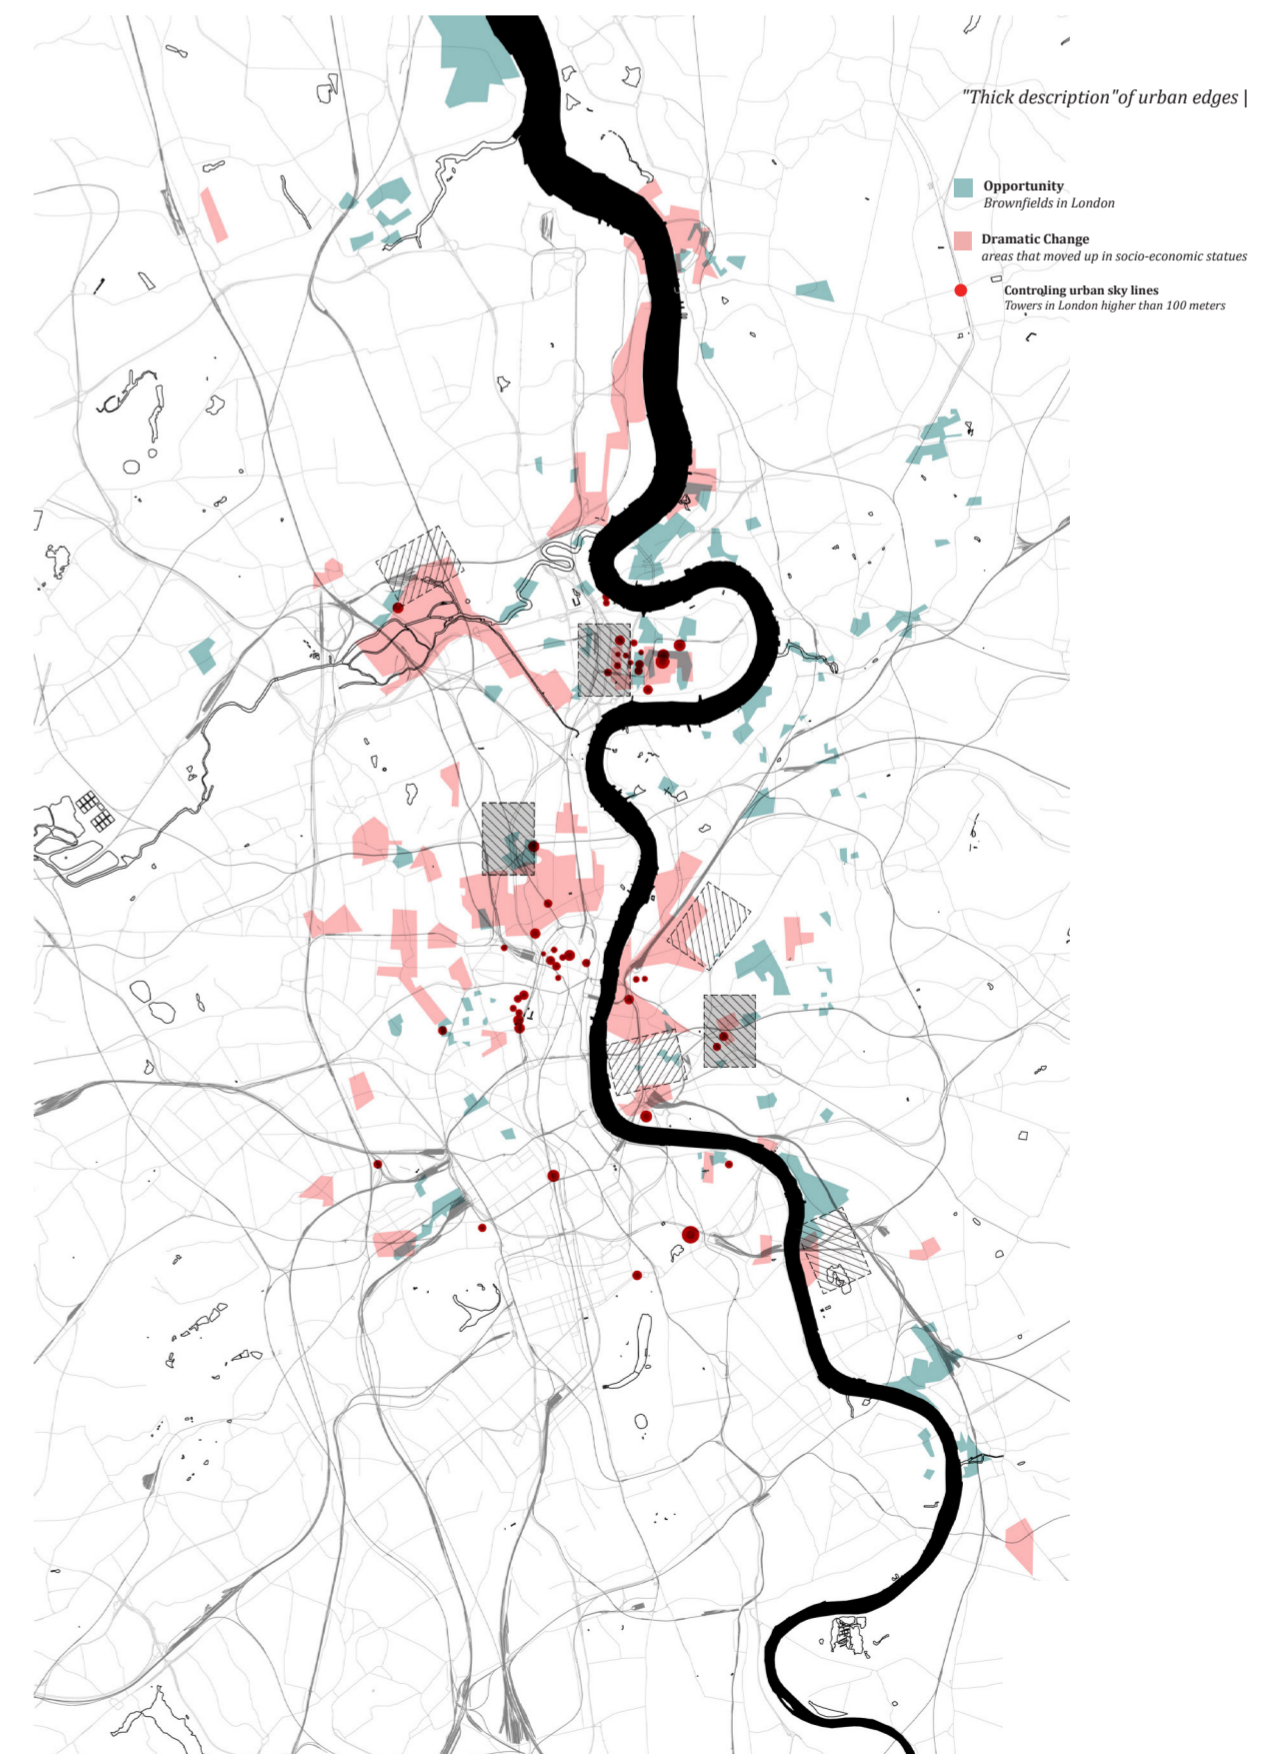 "Thick description"of urban edges |
Opportunity
Brownfields in London
Dramatic Change
areas that moved up in socio-economic statues
Controling urban sky lines
Towers in London higher than 100 meters